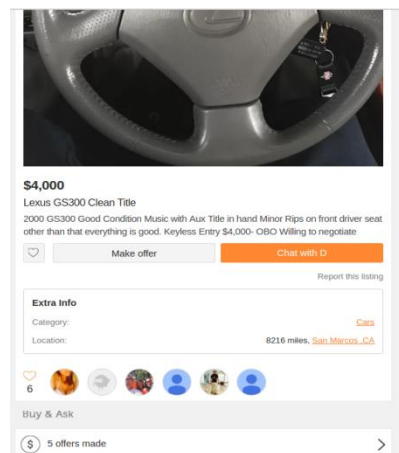 $4,000
Lexus GS300 Clean Title
2000 GS300 Good Condition Music with Aux Title in hand Minor Rips on front driver seat
other than that everything is good. Keyless Entry $4,000- OBO Willing to negotiate
Make offer
Chat with D
Report this listing
Extra Info
Category: Cars
Location: 8216 miles, San Marcos ,CA
6
Buy & Ask
$ 5 offers made